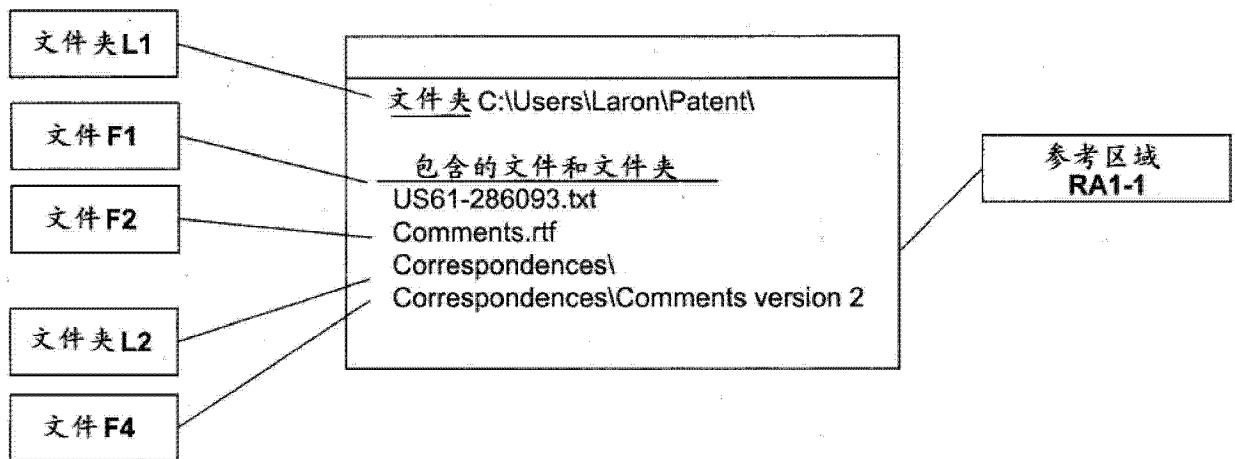 文件夹L1
文件F1
文件F2
文件夹L2
文件F4
文件夹 C:\Users\Laron\Patent\
包含的文件和文件夹
US61-286093.txt
Comments.rtf
Correspondences\
Correspondences\Comments version 2
参考区域
RA1-1